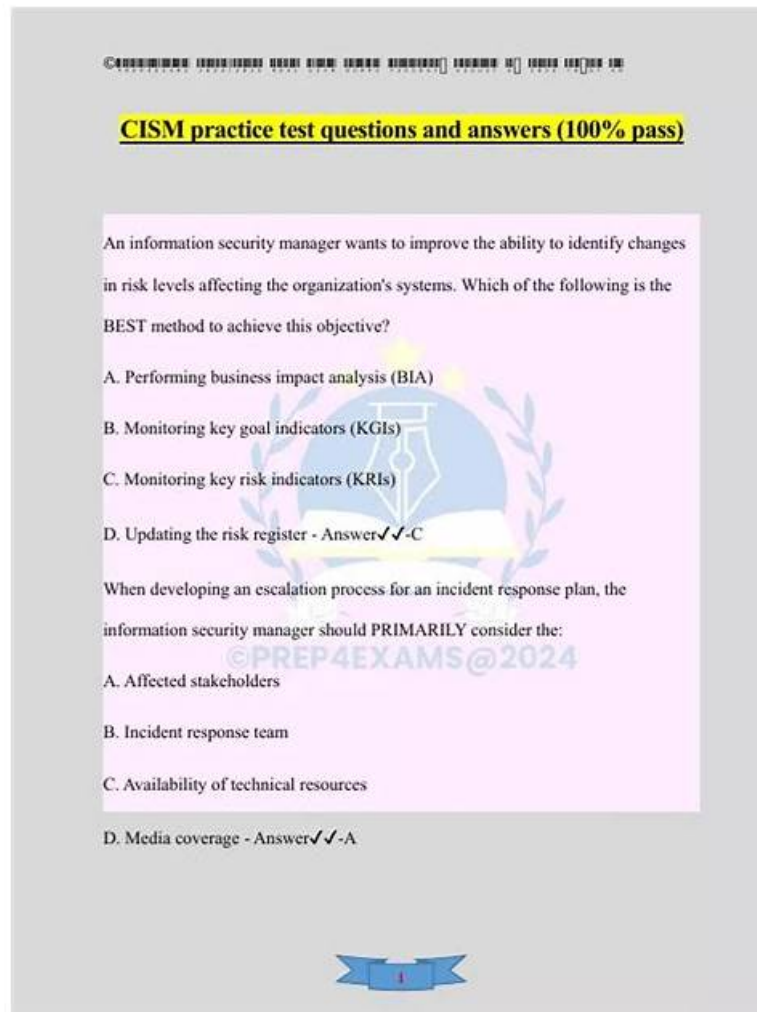 CISM practice test questions and answers (100% pass)
An information security manager wants to improve the ability to identify changes
in risk levels affecting the organization's systems. Which of the following is the
BEST method to achieve this objective?
A. Performing business impact analysis (BIA)
B. Monitoring key goal indicators (KGIs)
C. Monitoring key risk indicators (KRIs)
D. Updating the risk register - Answer✔✔-C
When developing an escalation process for an incident response plan, the
information security manager should PRIMARILY consider the:
©PREP4EXAMS@2024
A. Affected stakeholders
B. Incident response team
C. Availability of technical resources
D. Media coverage - Answer✔✔-A
1